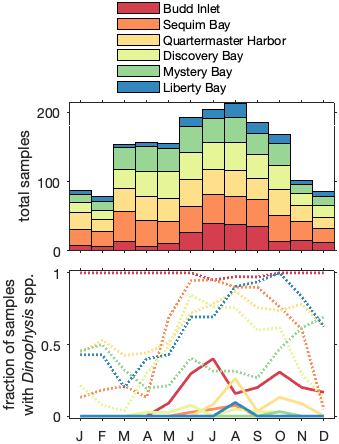 Budd Inlet
Sequim Bay
Quartermaster Harbor
Discovery Bay
Mystery Bay
Liberty Bay
total samples
200
100
0
fraction of samples
with Dinophysis spp.
1
0.5
0
J F M A M J J A S O N D